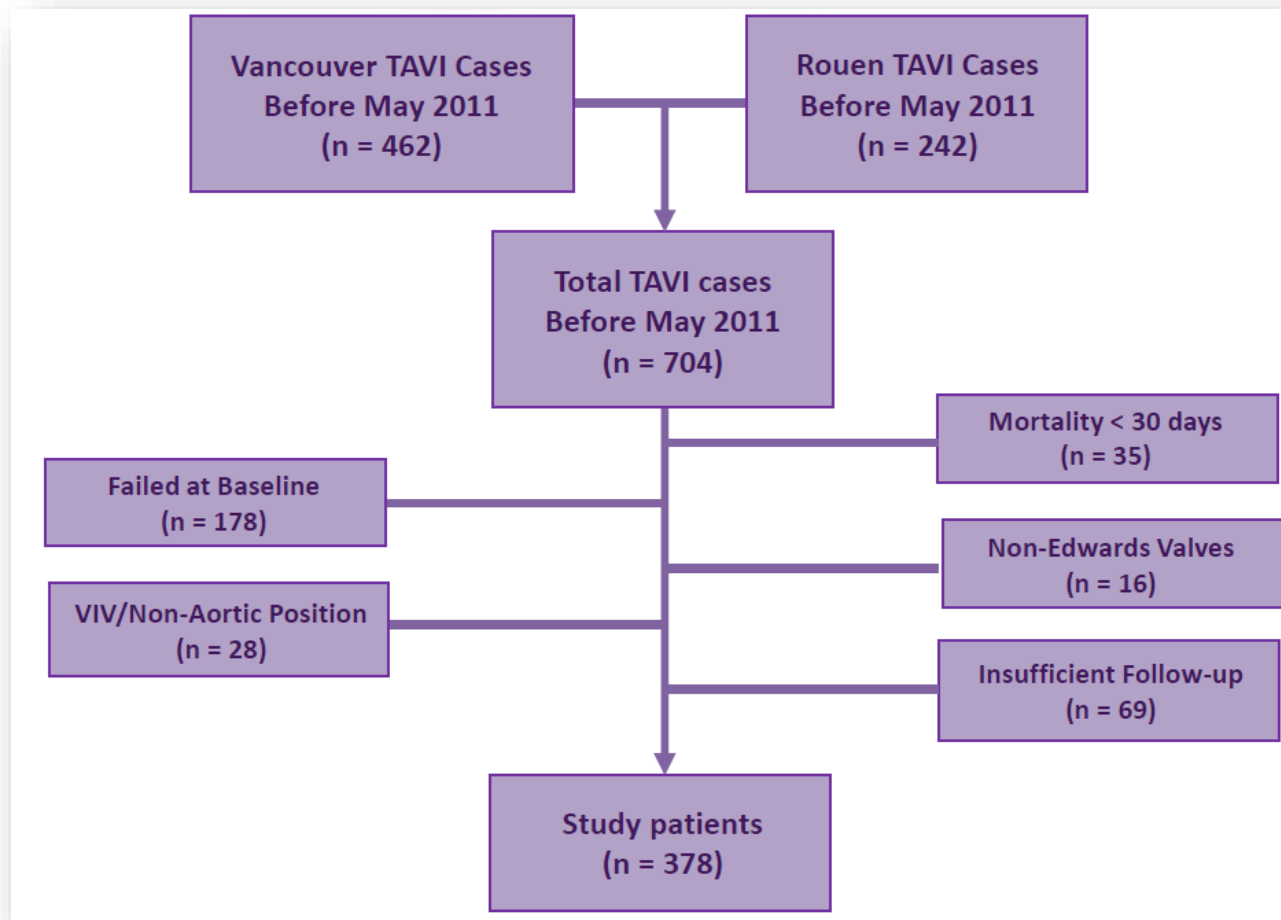 Vancouver TAVI Cases
Before May 2011
(n = 462)
Rouen TAVI Cases
Before May 2011
(n = 242)
Total TAVI cases
Before May 2011
(n = 704)
Mortality < 30 days
(n = 35)
Failed at Baseline
(n = 178)
Non-Edwards Valves
(n = 16)
VIV/Non-Aortic Position
(n = 28)
Insufficient Follow-up
(n = 69)
Study patients
(n = 378)